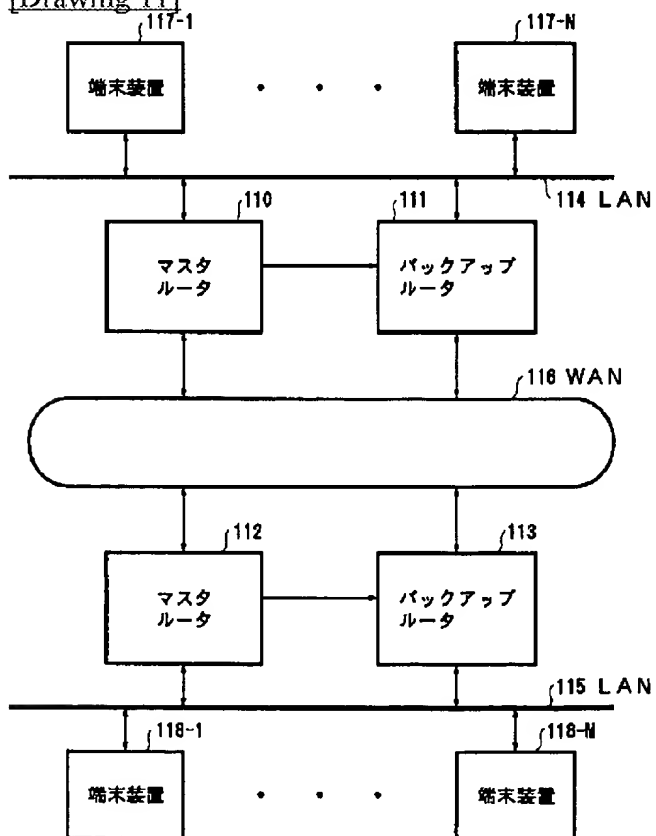 [Drawing 11]
117-1
117-N
端末装置
端末装置
114 LAN
110
111
マスタ
ルータ
バックアップ
ルータ
116 WAN
112
113
マスタ
ルータ
バックアップ
ルータ
115 LAN
118-1
118-N
端末装置
端末装置